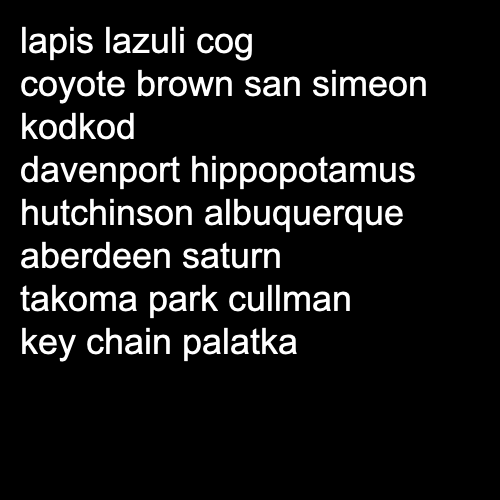 lapis lazuli cog
coyote brown san simeon
kodkod
davenport hippopotamus
hutchinson albuquerque
aberdeen saturn
takoma park cullman
key chain palatka